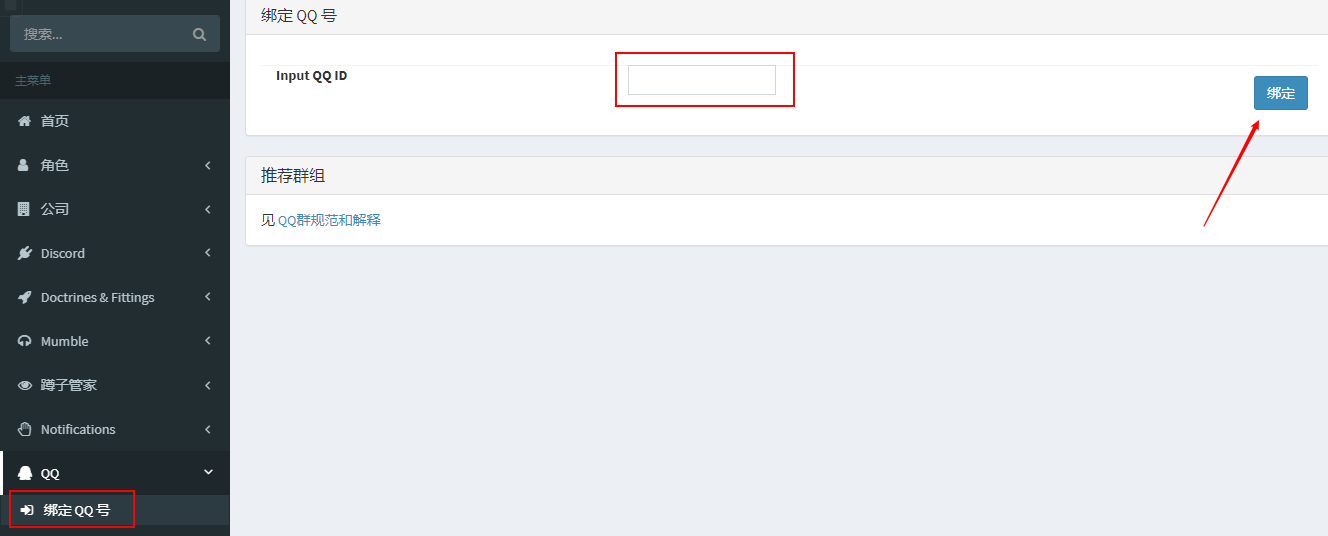 搜索...
主菜单
首页
角色
公司
Discord
Doctrines & Fittings
Mumble
蹲子管家
Notifications
QQ
绑定 QQ 号
绑定 QQ 号
Input QQ ID
绑定
推荐群组
见 QQ群规范和解释